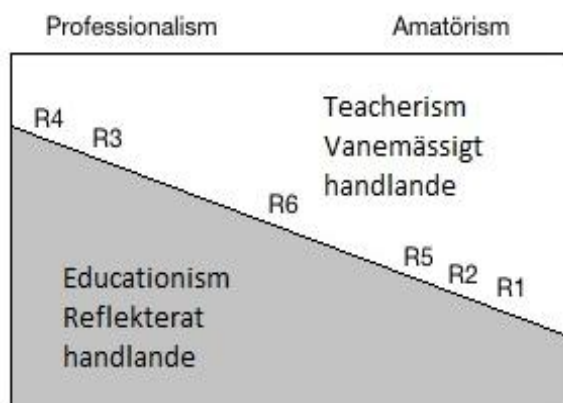 Professionalism Amatörism
R4
R3
Teacherism
Vanemässigt
handlande
R6
R5
R2
R1
Educationism
Reflekterat
handlande